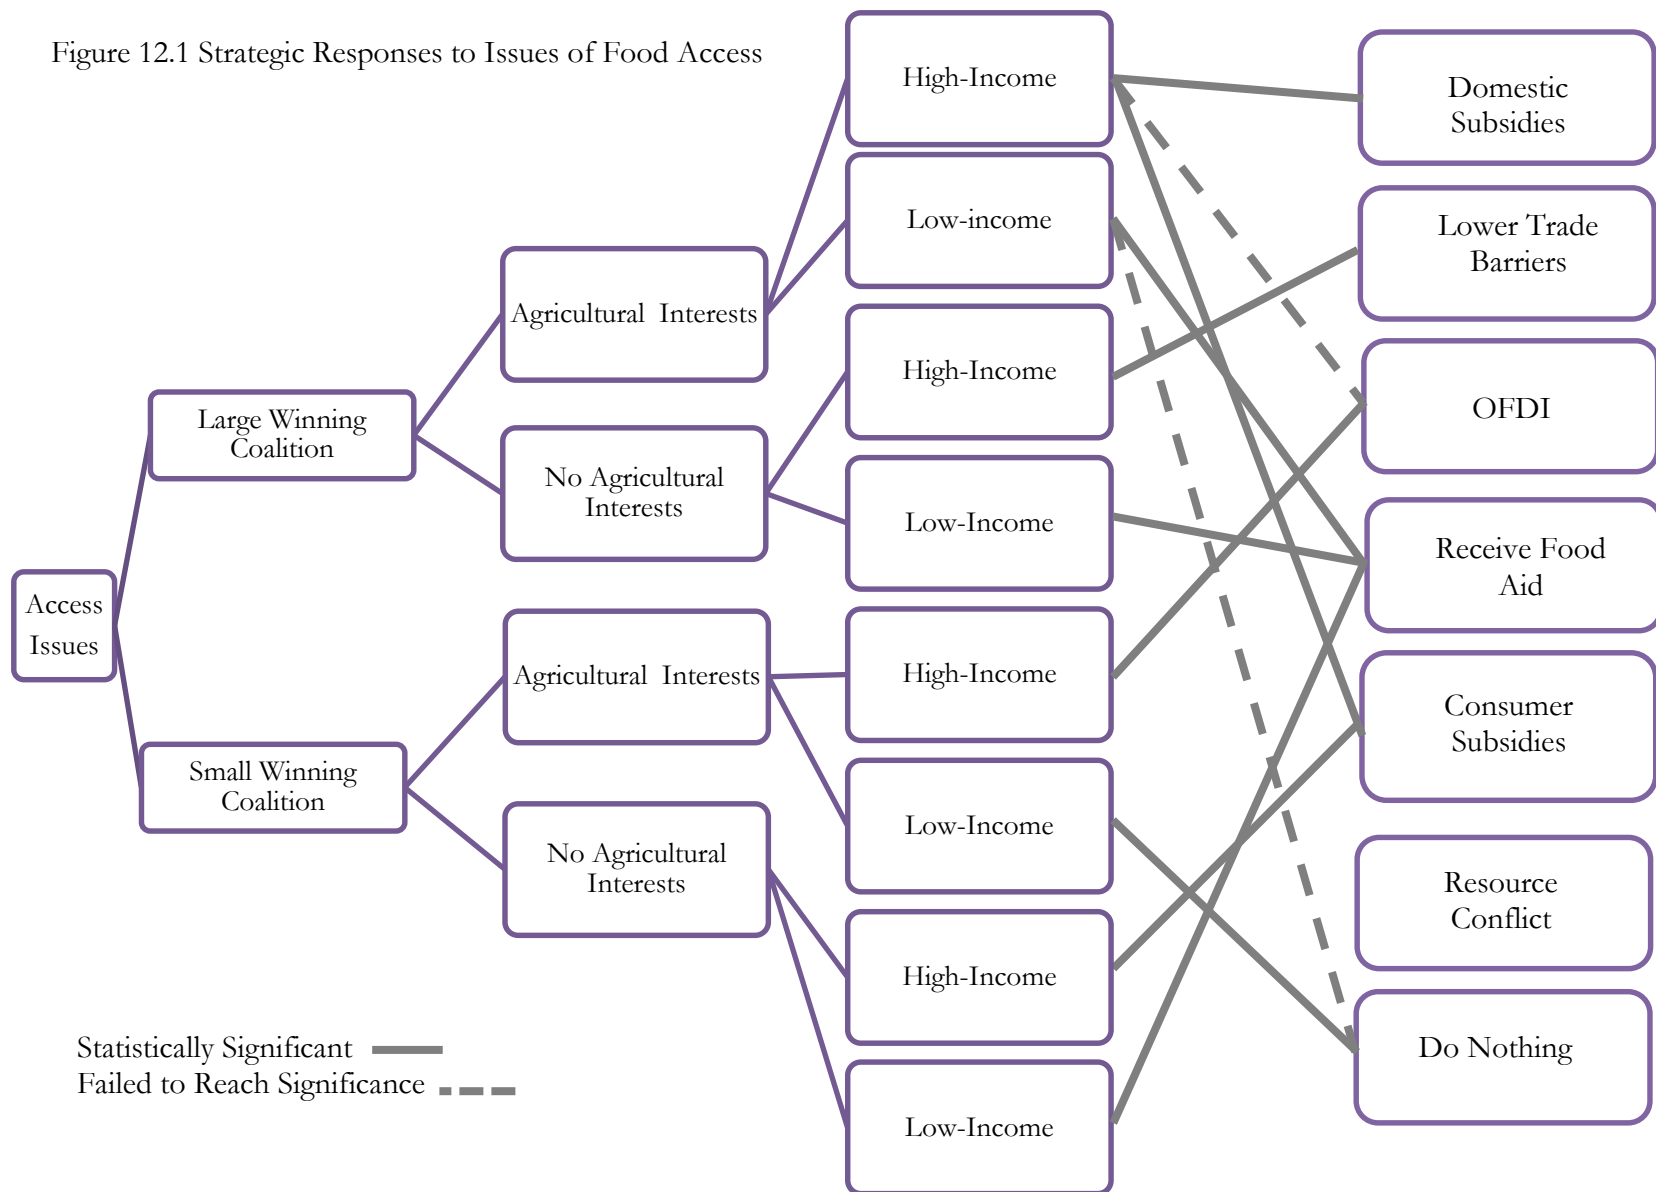 Figure 12.1 Strategic Responses to Issues of Food Access
Access
Issues
Large Winning
Coalition
Small Winning
Coalition
Agricultural Interests
No Agricultural
Interests
Agricultural Interests
No Agricultural
Interests
High-Income
Low-income
High-Income
Low-Income
High-Income
Low-Income
High-Income
Low-Income
Domestic
Subsidies
Lower Trade
Barriers
OFDI
Receive Food
Aid
Consumer
Subsidies
Resource
Conflict
Do Nothing
Statistically Significant
Failed to Reach Significance